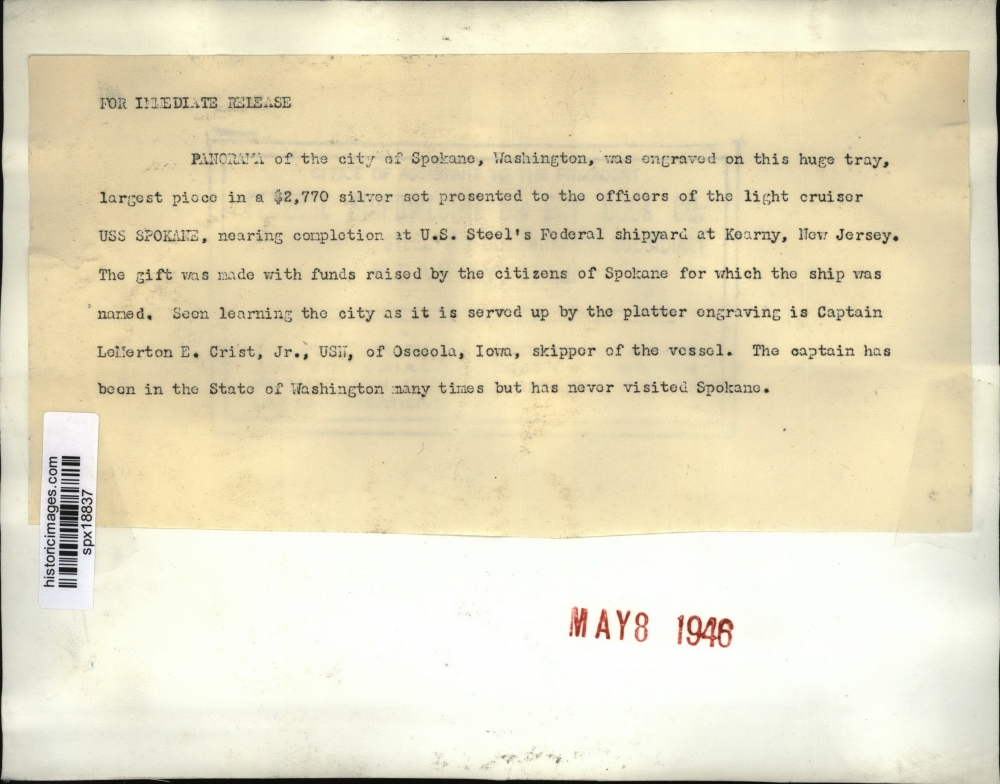 FOR IMMEDIATE RELEASE
PANORAMA of the city of Spokane, Washington, was engraved on this huge tray,
largest piece in a $2,770 silver set presented to the officers of the light cruiser
USS SPOKANE, nearing completion at U.S. Steel's Federal shipyard at Kearny, New Jersey.
The gift was made with funds raised by the citizens of Spokane for which the ship was
named. Seen learning the city as it is served up by the platter engraving is Captain
LeMerton E. Crist, Jr., USN, of Osceola, Iowa, skipper of the vessel. The captain has
been in the State of Washington many times but has never visited Spokane.
historicimages.com
spx18837
MAY 8 1946